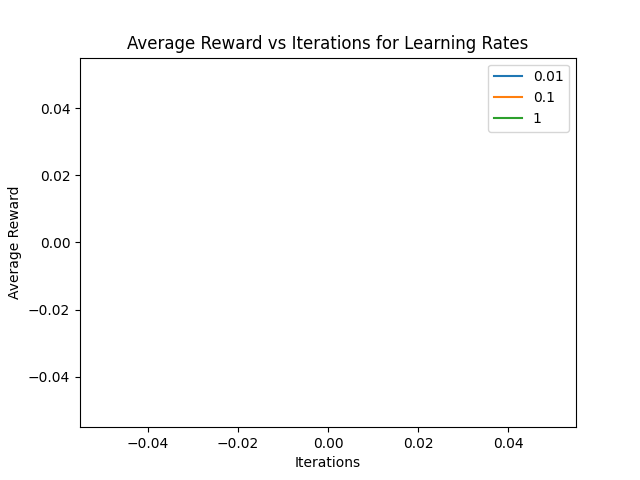 Average Reward vs Iterations for Learning Rates
0.01
0.1
1
0.04
0.02
0.00
−0.02
−0.04
Average Reward
−0.04 −0.02 0.00 0.02 0.04
Iterations